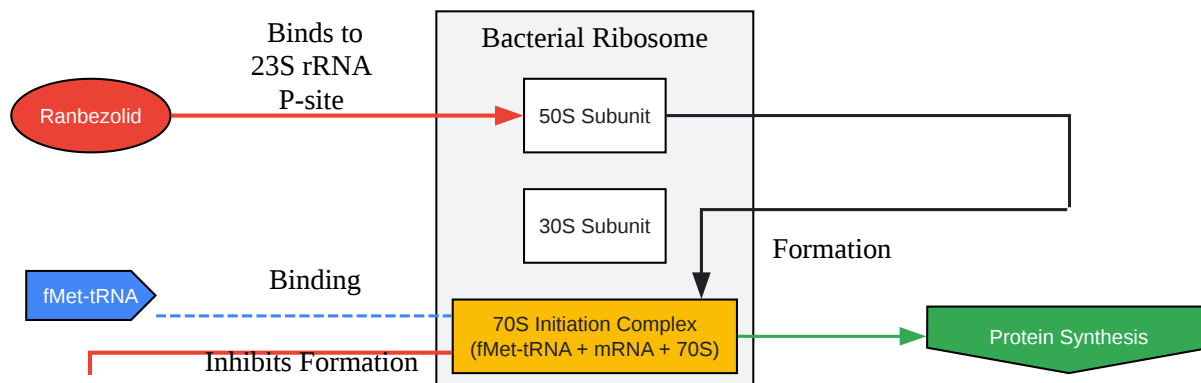 Binds to
23S rRNA
P-site
Bacterial Ribosome
Ranbezolid
50S Subunit
30S Subunit
Formation
fMet-tRNA
Binding
70S Initiation Complex
(fMet-tRNA + mRNA + 70S)
Protein Synthesis
Inhibits Formation